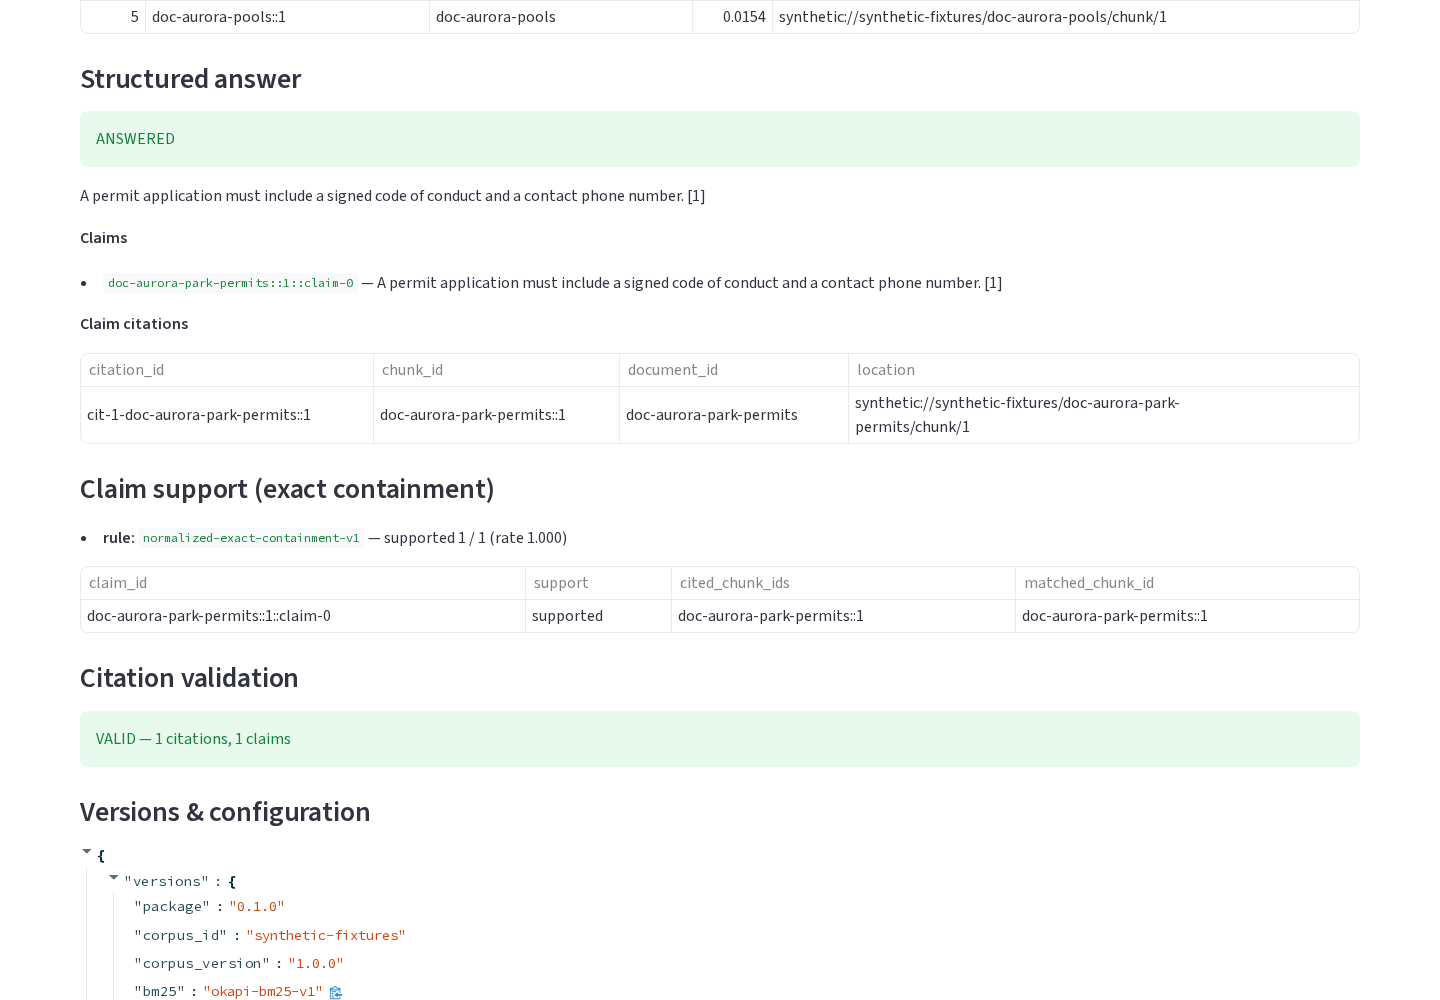 5 doc-aurora-pools::1 doc-aurora-pools 0.0154 synthetic://synthetic-fixtures/doc-aurora-pools/chunk/1
Structured answer
ANSWERED
A permit application must include a signed code of conduct and a contact phone number. [1]
Claims
• doc-aurora-park-permits::1::claim-0 — A permit application must include a signed code of conduct and a contact phone number. [1]
Claim citations
citation_id chunk_id document_id location
cit-1-doc-aurora-park-permits::1 doc-aurora-park-permits::1 doc-aurora-park-permits synthetic://synthetic-fixtures/doc-aurora-park-
permits/chunk/1
Claim support (exact containment)
• rule: normalized-exact-containment-v1 — supported 1 / 1 (rate 1.000)
claim_id support cited_chunk_ids matched_chunk_id
doc-aurora-park-permits::1::claim-0 supported doc-aurora-park-permits::1 doc-aurora-park-permits::1
Citation validation
VALID — 1 citations, 1 claims
Versions & configuration
{
"versions" : {
"package" : "0.1.0"
"corpus_id" : "synthetic-fixtures"
"corpus_version" : "1.0.0"
"bm25" : "okapi-bm25-v1"